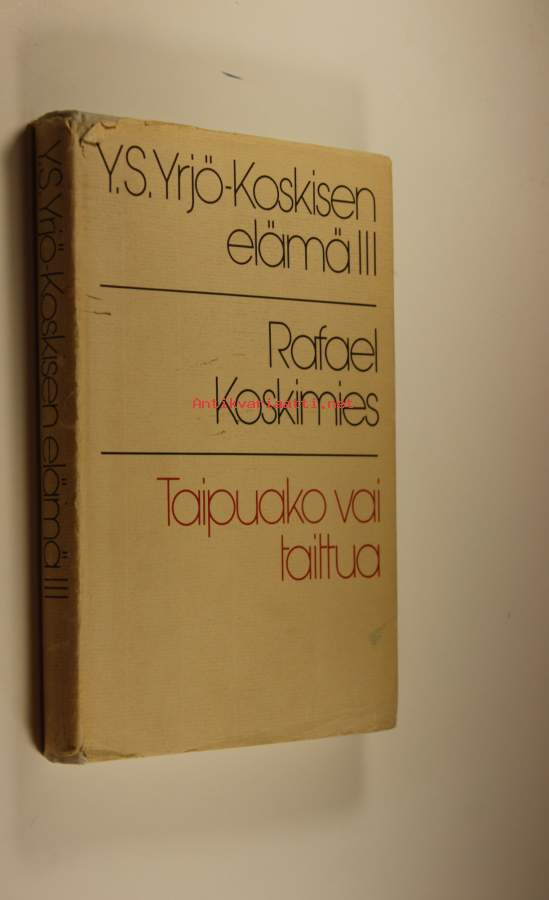 Y.S. Yrjö-Koskisen elämä III
Y.S. Yrjö-Koskisen
elämä III
Rafael
Koskimies
Antikvariaatti.net
Taipuako vai
taittua